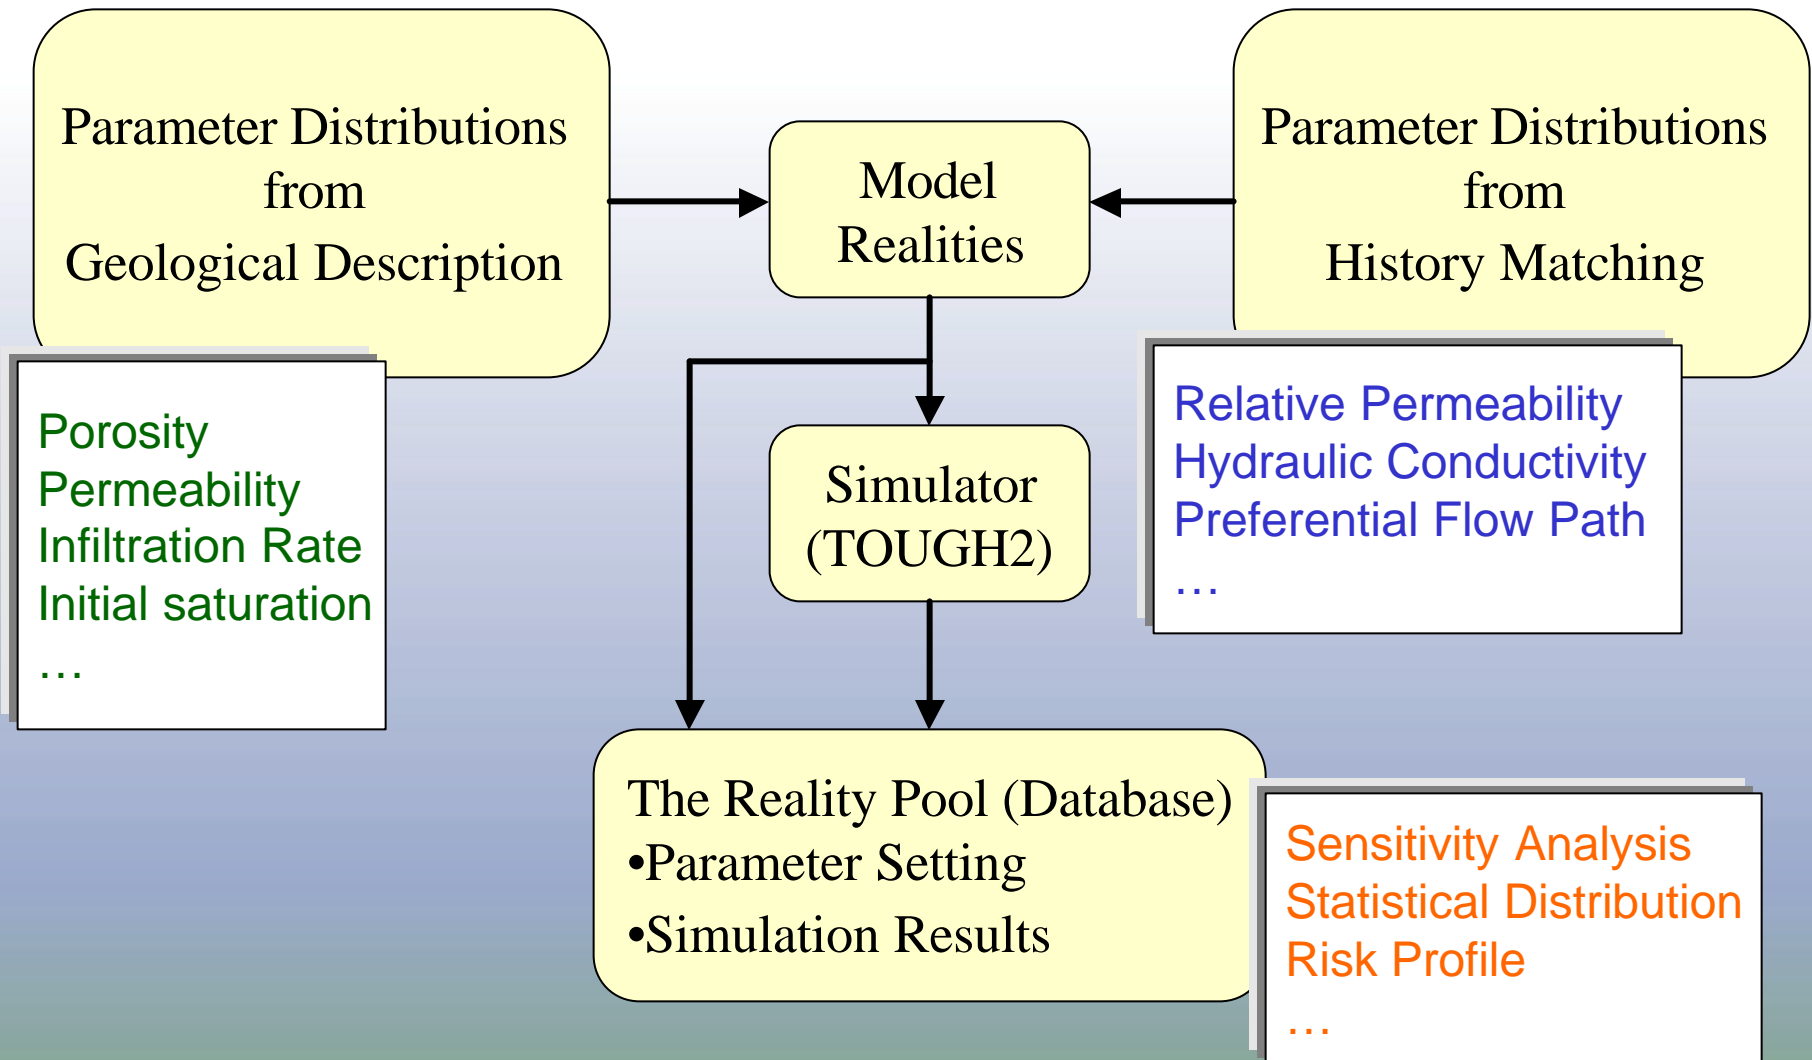 Parameter Distributions
from
Geological Description
Model
Realities
Parameter Distributions
from
History Matching
Porosity
Permeability
Infiltration Rate
Initial saturation
…
Relative Permeability
Hydraulic Conductivity
Preferential Flow Path
…
Simulator
(TOUGH2)
The Reality Pool (Database)
•Parameter Setting
•Simulation Results
Sensitivity Analysis
Statistical Distribution
Risk Profile
…